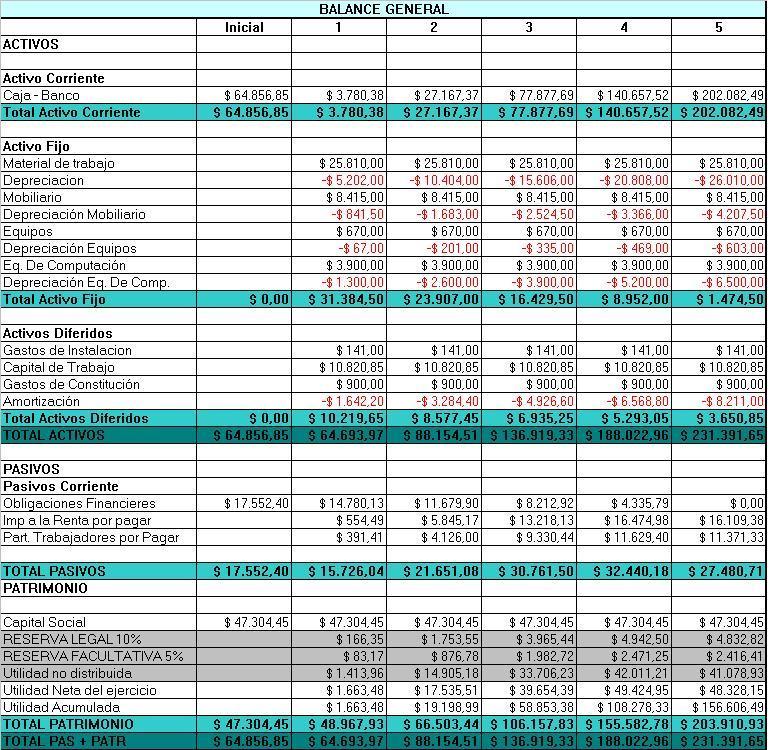 BALANCE GENERAL
Inicial 1 2 3 4 5
ACTIVOS
Activo Corriente
Caja - Banco $ 64.856,85 $ 3.780,38 $ 27.167,37 $ 77.877,69 $ 140.657,52 $ 202.082,49
Total Activo Corriente $ 64.856,85 $ 3.780,38 $ 27.167,37 $ 77.877,69 $ 140.657,52 $ 202.082,49
Activo Fijo
Material de trabajo $ 25.810,00 $ 25.810,00 $ 25.810,00 $ 25.810,00 $ 25.810,00
Depreciacion -$ 5.202,00 -$ 10.404,00 -$ 15.606,00 -$ 20.808,00 -$ 26.010,00
Mobiliario $ 8.415,00 $ 8.415,00 $ 8.415,00 $ 8.415,00 $ 8.415,00
Depreciación Mobiliario -$ 841,50 -$ 1.683,00 -$ 2.524,50 -$ 3.366,00 -$ 4.207,50
Equipos $ 670,00 $ 670,00 $ 670,00 $ 670,00 $ 670,00
Depreciación Equipos -$ 67,00 -$ 201,00 -$ 335,00 -$ 469,00 -$ 603,00
Eq. De Computación $ 3.900,00 $ 3.900,00 $ 3.900,00 $ 3.900,00 $ 3.900,00
Depreciación Eq. De Comp. -$ 1.300,00 -$ 2.600,00 -$ 3.900,00 -$ 5.200,00 -$ 6.500,00
Total Activo Fijo $ 0,00 $ 31.384,50 $ 23.907,00 $ 16.429,50 $ 8.952,00 $ 1.474,50
Activos Diferidos
Gastos de Instalacion $ 141,00 $ 141,00 $ 141,00 $ 141,00 $ 141,00
Capital de Trabajo $ 10.820,85 $ 10.820,85 $ 10.820,85 $ 10.820,85 $ 10.820,85
Gastos de Constitución $ 900,00 $ 900,00 $ 900,00 $ 900,00 $ 900,00
Amortización -$ 1.642,20 -$ 3.284,40 -$ 4.926,60 -$ 6.568,80 -$ 8.211,00
Total Activos Diferidos $ 0,00 $ 10.219,65 $ 8.577,45 $ 6.935,25 $ 5.293,05 $ 3.650,85
TOTAL ACTIVOS $ 64.856,85 $ 64.693,97 $ 88.154,51 $ 136.919,33 $ 188.022,96 $ 231.391,65
PASIVOS
Pasivos Corriente
Obligaciones Financieres $ 17.552,40 $ 14.780,13 $ 11.679,90 $ 8.212,92 $ 4.335,79 $ 0,00
Imp a la Renta por pagar $ 554,49 $ 5.845,17 $ 13.218,13 $ 16.474,98 $ 16.109,38
Part. Trabajadores por Pagar $ 391,41 $ 4.126,00 $ 9.330,44 $ 11.629,40 $ 11.371,33
TOTAL PASIVOS $ 17.552,40 $ 15.726,04 $ 21.651,08 $ 30.761,50 $ 32.440,18 $ 27.480,71
PATRIMONIO
Capital Social $ 47.304,45 $ 47.304,45 $ 47.304,45 $ 47.304,45 $ 47.304,45 $ 47.304,45
RESERVA LEGAL 10% $ 166,35 $ 1.753,55 $ 3.965,44 $ 4.942,50 $ 4.832,82
RESERVA FACULTATIVA 5% $ 83,17 $ 876,78 $ 1.982,72 $ 2.471,25 $ 2.416,41
Utilidad no distribuida $ 1.413,96 $ 14.905,18 $ 33.706,23 $ 42.011,21 $ 41.078,93
Utilidad Neta del ejercicio $ 1.663,48 $ 17.535,51 $ 39.654,39 $ 49.424,95 $ 48.328,15
Utilidad Acumulada $ 1.663,48 $ 19.198,99 $ 58.853,38 $ 108.278,33 $ 156.606,49
TOTAL PATRIMONIO $ 47.304,45 $ 48.967,93 $ 66.503,44 $ 106.157,83 $ 155.582,78 $ 203.910,93
TOTAL PAS + PATR $ 64.856,85 $ 64.693,97 $ 88.154,51 $ 136.919,33 $ 188.022,96 $ 231.391,65